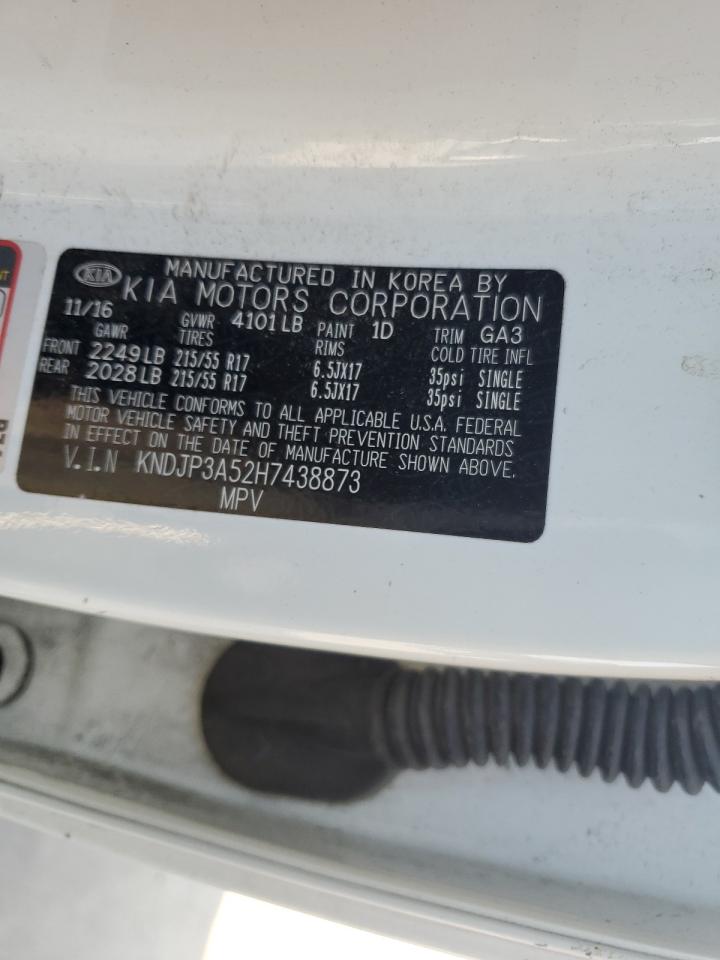 KIA
MANUFACTURED IN KOREA BY
KIA MOTORS CORPORATION
11/16 GVWR 4101LB PAINT 1D TRIM GA3
GAWR TIRES RIMS COLD TIRE INFL
FRONT 2249LB 215/55 R17 6.5JX17 35psi SINGLE
REAR 2028LB 215/55 R17 6.5JX17 35psi SINGLE
THIS VEHICLE CONFORMS TO ALL APPLICABLE U.S.A. FEDERAL
MOTOR VEHICLE SAFETY AND THEFT PREVENTION STANDARDS
IN EFFECT ON THE DATE OF MANUFACTURE SHOWN ABOVE.
V.I.N KNDJP3A52H7438873
MPV